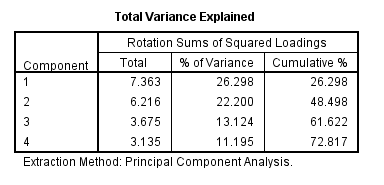 Total Variance Explained
Rotation Sums of Squared Loadings
Component Total % of Variance Cumulative %
1 7.363 26.298 26.298
2 6.216 22.200 48.498
3 3.675 13.124 61.622
4 3.135 11.195 72.817
Extraction Method: Principal Component Analysis.